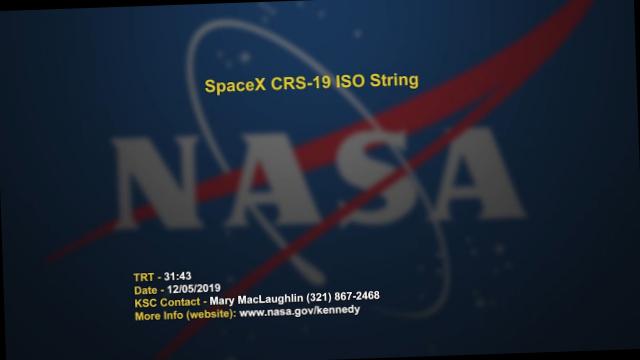 SpaceX CRS-19 ISO String
NASA
TRT - 31:43
Date - 12/05/2019
KSC Contact - Mary MacLaughlin (321) 867-2468
More Info (website): www.nasa.gov/kennedy